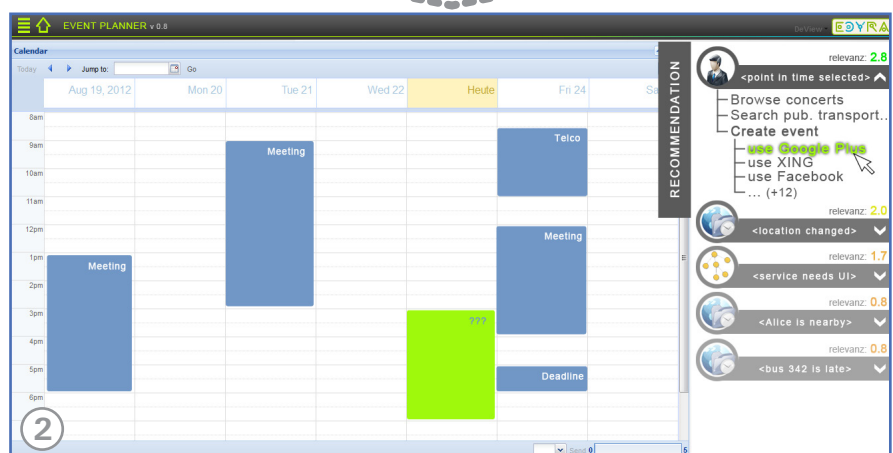 EVENT PLANNER v 0.8
DeView
EDYRA
Calendar
Today Jump to: Go
Aug 19, 2012 Mon 20 Tue 21 Wed 22 Heute Fri 24
8am
9am
10am
11am
12pm
1pm
2pm
3pm
4pm
5pm
6pm
Meeting
Meeting
???
Telco
Meeting
Deadline
Send 0 5
2
RECOMMENDATION
relevanz: 2.8
<point in time selected>
Browse concerts
Search pub. transport..
Create event
use Google Plus
use XING
use Facebook
... (+12)
relevanz: 2.0
<location changed>
relevanz: 1.7
<service needs UI>
relevanz: 0.8
<Alice is nearby>
relevanz: 0.8
<bus 342 is late>